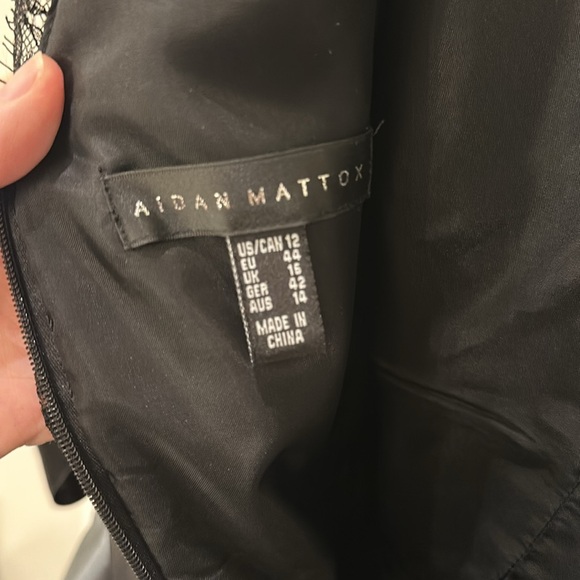 AIDAN MATTOX
US/CAN 12
EU 44
UK 16
GER 42
AUS 14
MADE IN
CHINA